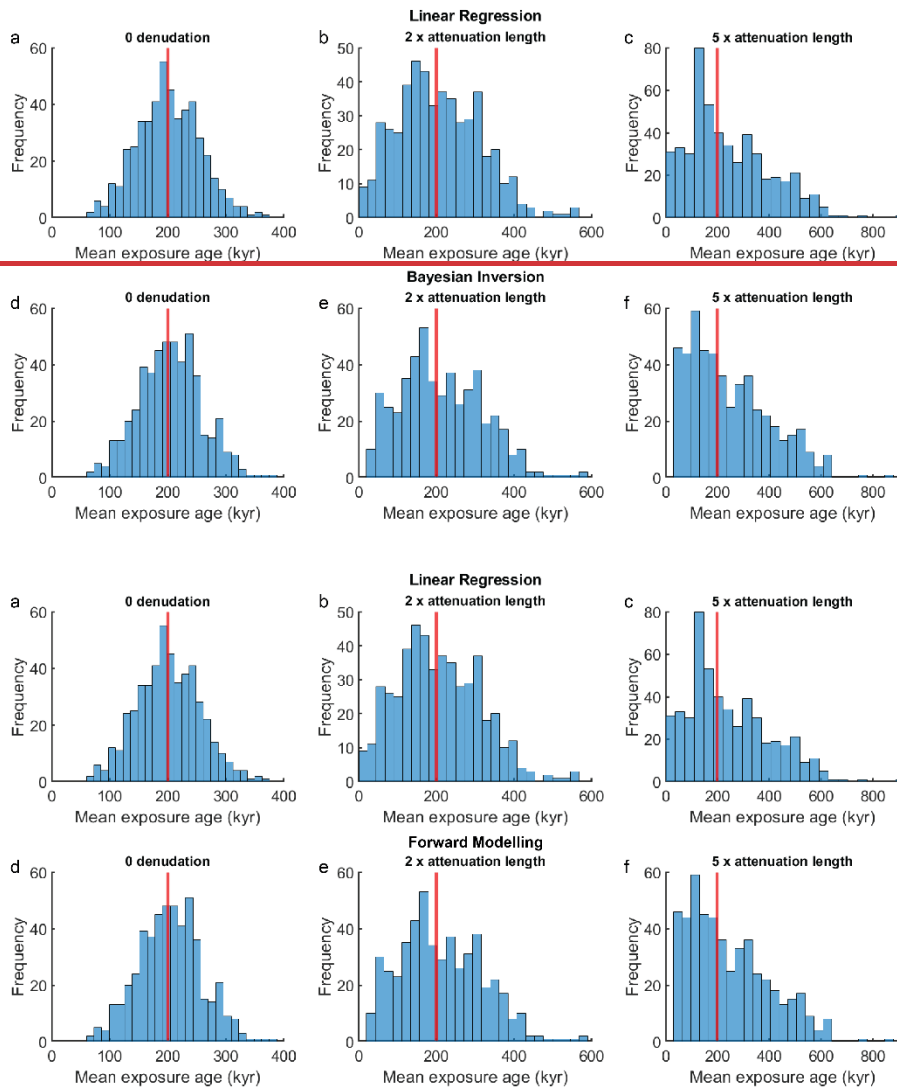 Linear Regression
a 0 denudation b 2 x attenuation length c 5 x attenuation length
60 50 80
40 40 60
20 30 40
0 20 20
10 0
0
Frequency Frequency Frequency
0 100 200 300 400 0 200 400 600 0 200 400 600 800
Mean exposure age (kyr) Mean exposure age (kyr) Mean exposure age (kyr)
Bayesian Inversion
d 0 denudation e 2 x attenuation length f 5 x attenuation length
60 60 60
40 40 40
20 20 20
0 0 0
Frequency Frequency Frequency
0 100 200 300 400 0 200 400 600 0 200 400 600 800
Mean exposure age (kyr) Mean exposure age (kyr) Mean exposure age (kyr)
Linear Regression
a 0 denudation b 2 x attenuation length c 5 x attenuation length
60 50 80
40 40 60
20 30 40
0 20 20
10 0
0
Frequency Frequency Frequency
0 100 200 300 400 0 200 400 600 0 200 400 600 800
Mean exposure age (kyr) Mean exposure age (kyr) Mean exposure age (kyr)
Forward Modelling
d 0 denudation e 2 x attenuation length f 5 x attenuation length
60 60 60
40 40 40
20 20 20
0 0 0
Frequency Frequency Frequency
0 100 200 300 400 0 200 400 600 0 200 400 600 800
Mean exposure age (kyr) Mean exposure age (kyr) Mean exposure age (kyr)